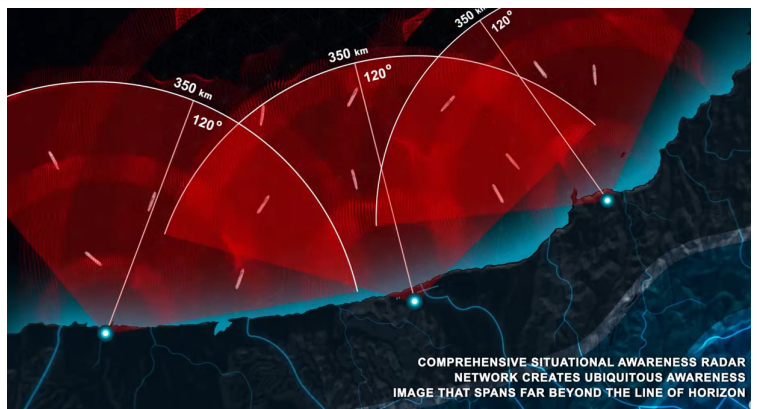 350 km
120°
350 km
120°
350 km
120°
COMPREHENSIVE SITUATIONAL AWARENESS RADAR
NETWORK CREATES UBIQUITOUS AWARENESS
IMAGE THAT SPANS FAR BEYOND THE LINE OF HORIZON